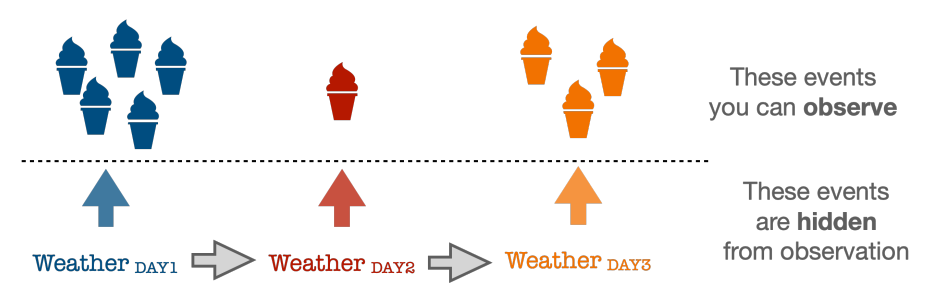 These events
you can observe
These events
are hidden
from observation
Weather DAY1
Weather DAY2
Weather DAY3